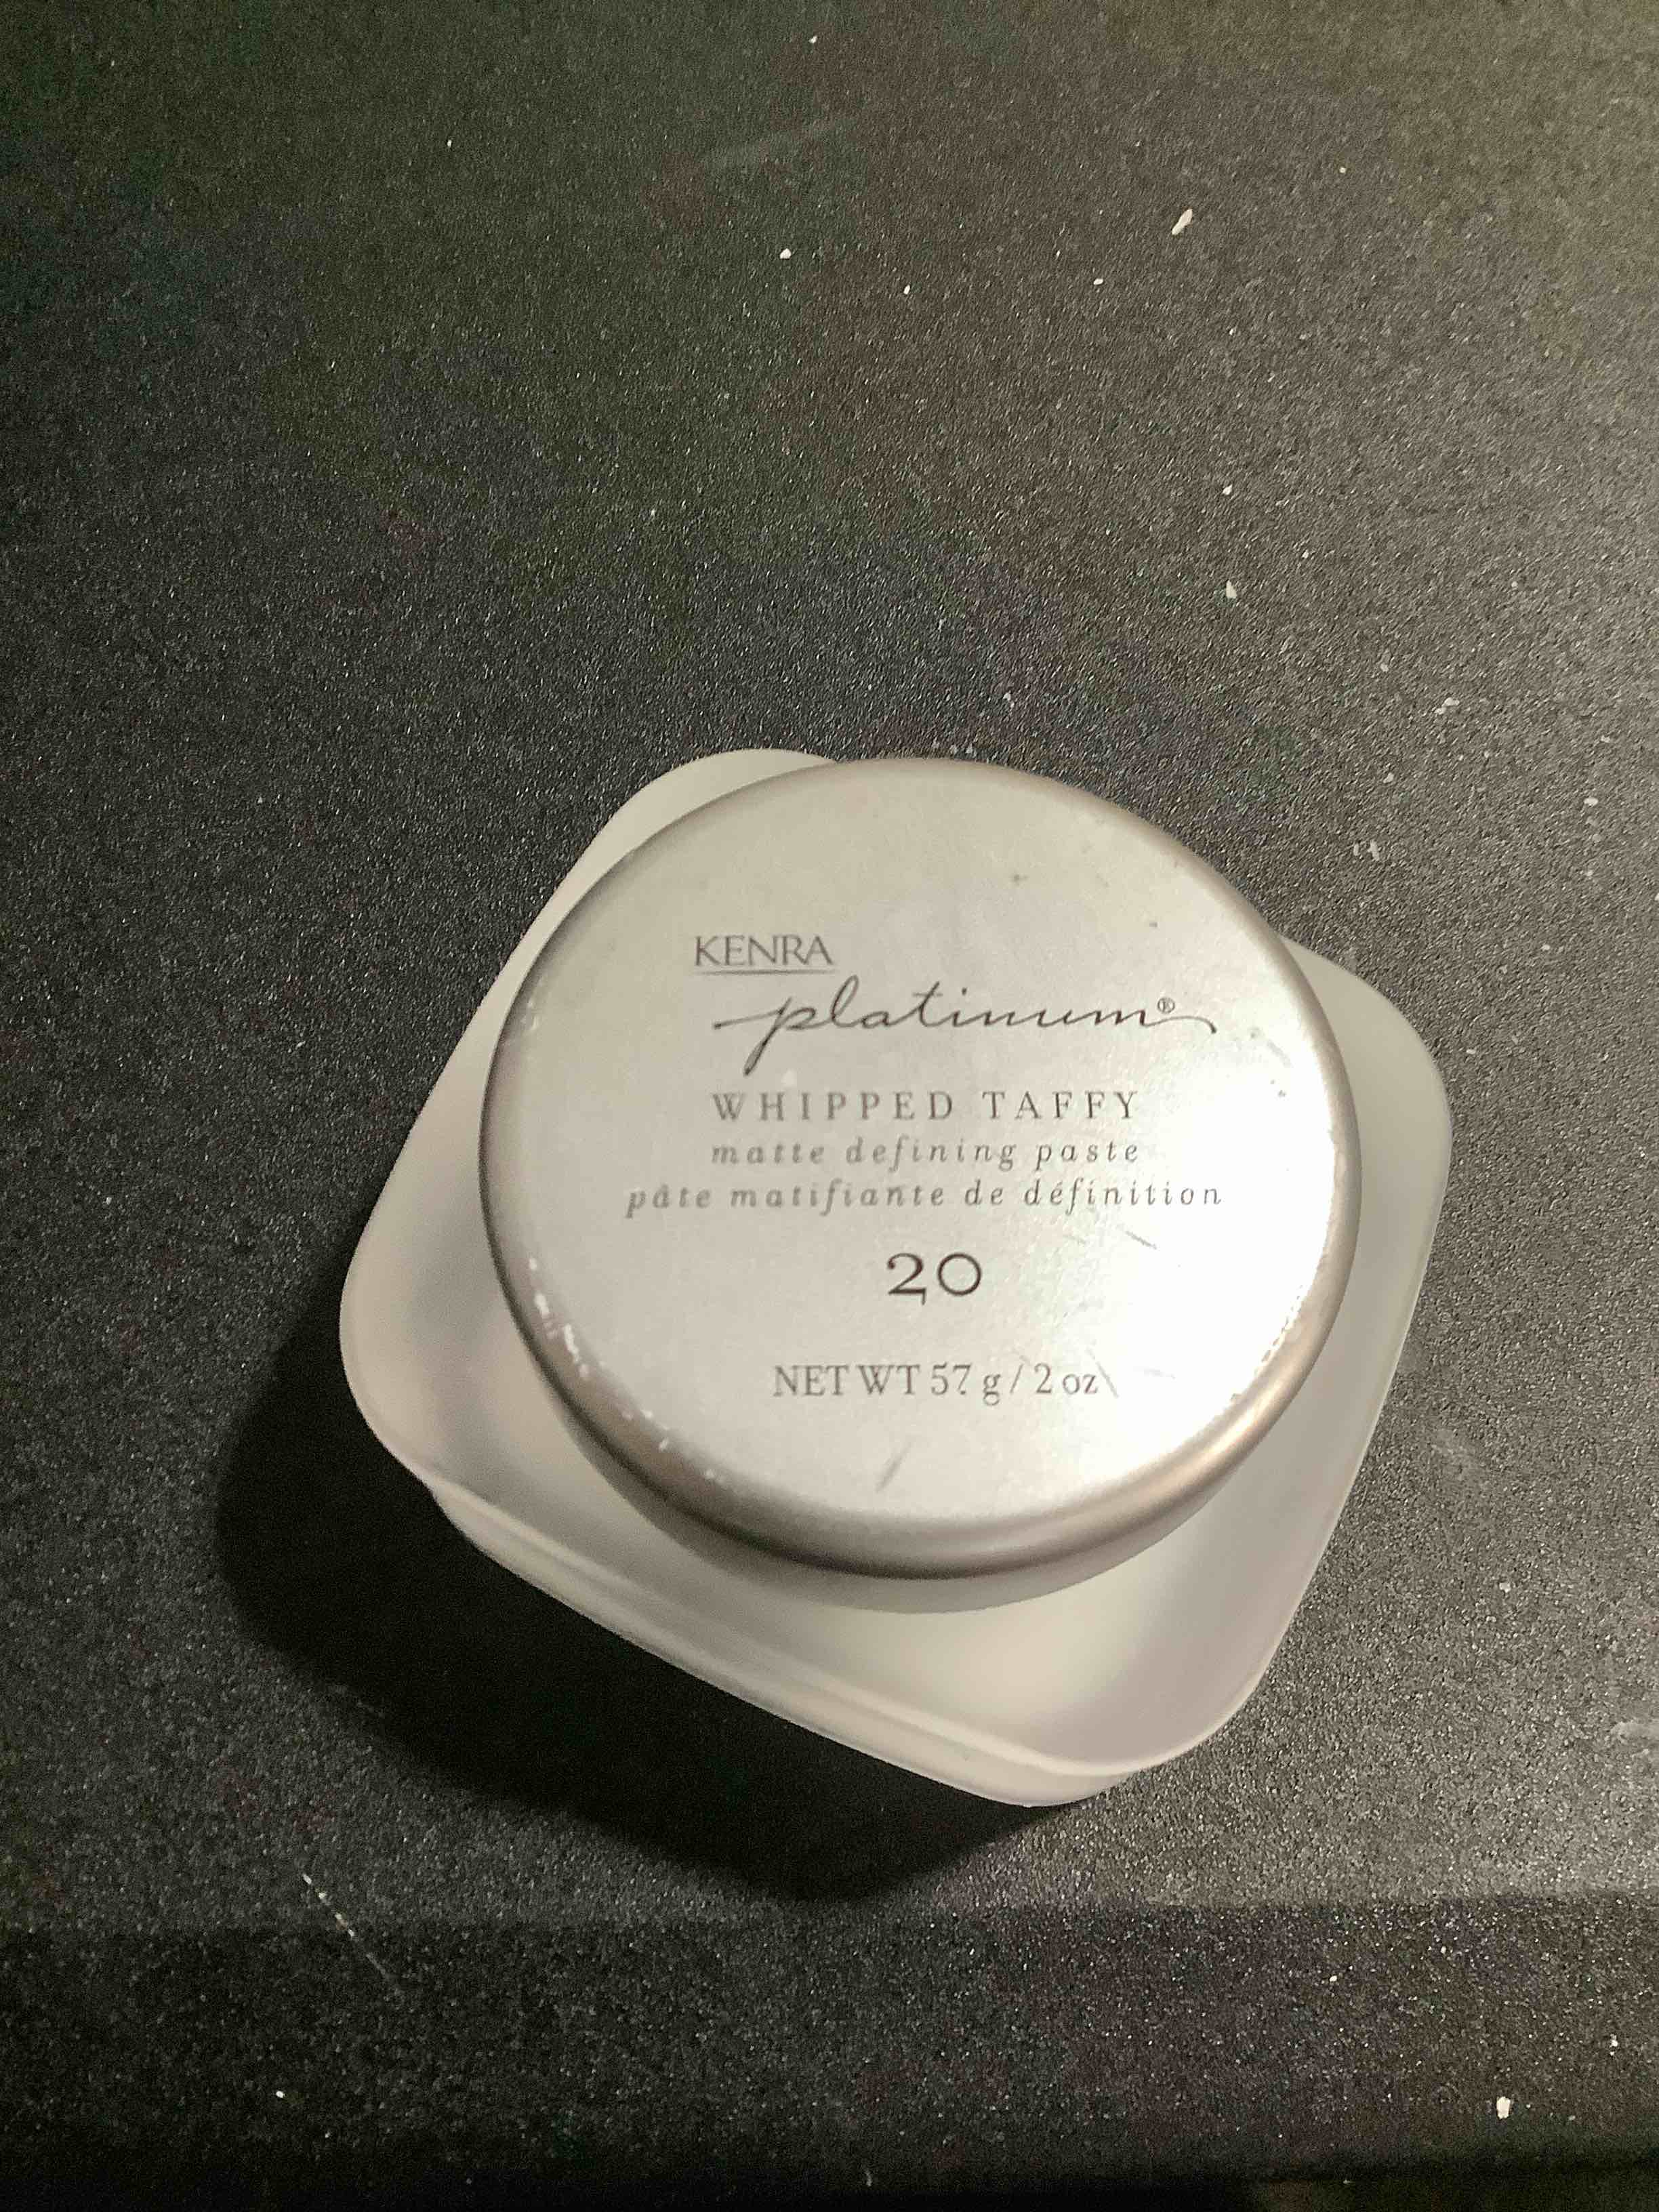 KENRA
platinum®
WHIPPED TAFFY
matte defining paste
pâte matifiante de définition
20
NET WT 57 g / 2 oz